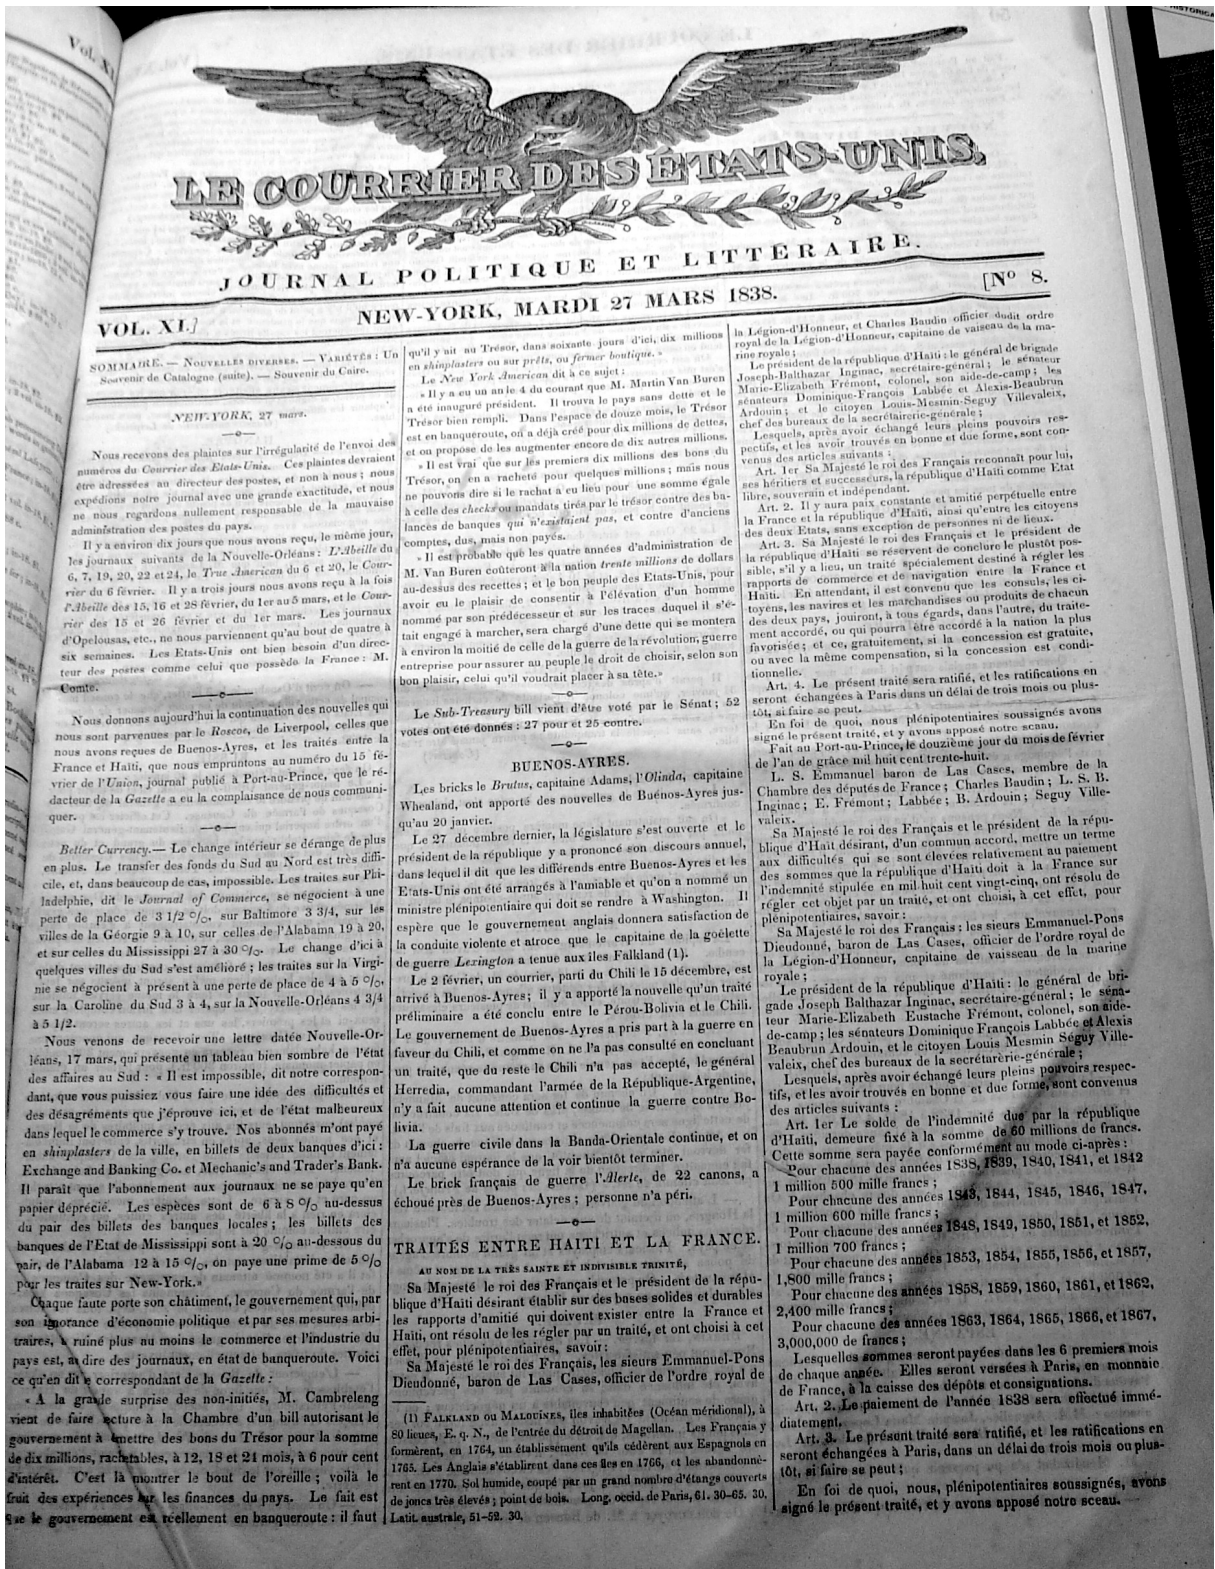 Vol. XI
HISTORICA
LE COURRIER DES ÉTATS-UNIS.
JOURNAL POLITIQUE ET LITTÉRAIRE.
VOL. XI.]
NEW-YORK, MARDI 27 MARS 1838.
[N° 8.
SOMMAIRE. — NOUVELLES DIVERSES. — VARIÉTÉS : Un
Souvenir de Catalogne (suite). — Souvenir du Caire.
NEW-YORK, 27 mars.
Nous recevons des plaintes sur l'irrégularité de l'envoi des
numéros du Courrier des Etats-Unis. Ces plaintes devraient
être adressées au directeur des postes, et non à nous ; nous
expédions notre journal avec une grande exactitude, et nous
ne nous regardons nullement responsable de la mauvaise
administration des postes du pays.
Il y a environ dix jours que nous avons reçu, le même jour,
les journaux suivants de la Nouvelle-Orléans : L'Abeille du
6, 7, 19, 20, 22 et 24, le True American du 6 et 20, le Cour-
rier du 6 février. Il y a trois jours nous avons reçu à la fois
l'Abeille des 15, 16 et 28 février, du 1er au 5 mars, et le Cour-
rier des 15 et 26 février et du 1er mars. Les journaux
d'Opelousas, etc., ne nous parviennent qu'au bout de quatre à
six semaines. Les Etats-Unis ont bien besoin d'un direc-
teur des postes comme celui que possède la France : M.
Comte.
Nous donnons aujourd'hui la continuation des nouvelles qui
nous sont parvenues par le Roscoe, de Liverpool, celles que
nous avons reçues de Buenos-Ayres, et les traités entre la
France et Haïti, que nous empruntons au numéro du 15 fé-
vrier de l'Union, journal publié à Port-au-Prince, que le ré-
dacteur de la Gazette a eu la complaisance de nous communi-
quer.
Better Currency.— Le change intérieur se dérange de plus
en plus. Le transfer des fonds du Sud au Nord est très diffi-
cile, et, dans beaucoup de cas, impossible. Les traites sur Phi-
ladelphie, dit le Journal of Commerce, se négocient à une
perte de place de 3 1/2 %, sur Baltimore 3 3/4, sur les
villes de la Géorgie 9 à 10, sur celles de l'Alabama 19 à 20,
et sur celles du Mississippi 27 à 30 %. Le change d'ici à
quelques villes du Sud s'est amélioré ; les traites sur la Virgi-
nie se négocient à présent à une perte de place de 4 à 5 %,
sur la Caroline du Sud 3 à 4, sur la Nouvelle-Orléans 4 3/4
à 5 1/2.
Nous venons de recevoir une lettre datée Nouvelle-Or-
léans, 17 mars, qui présente un tableau bien sombre de l'état
des affaires au Sud : « Il est impossible, dit notre correspon-
dant, que vous puissiez vous faire une idée des difficultés et
des désagréments que j'éprouve ici, et de l'état malheureux
dans lequel le commerce s'y trouve. Nos abonnés m'ont payé
en shinplasters de la ville, en billets de deux banques d'ici :
Exchange and Banking Co. et Mechanic's and Trader's Bank.
Il paraît que l'abonnement aux journaux ne se paye qu'en
papier déprécié. Les espèces sont de 6 à 8 % au-dessus
du pair des billets des banques locales ; les billets des
banques de l'Etat de Mississippi sont à 20 % au-dessous du
pair, de l'Alabama 12 à 15 %, on paye une prime de 5 %
pour les traites sur New-York.»
Chaque faute porte son châtiment, le gouvernement qui, par
son ignorance d'économie politique et par ses mesures arbi-
traires, a ruiné plus au moins le commerce et l'industrie du
pays est, au dire des journaux, en état de banqueroute. Voici
ce qu'en dit le correspondant de la Gazette :
« A la grande surprise des non-initiés, M. Cambreleng
vient de faire lecture à la Chambre d'un bill autorisant le
gouvernement à émettre des bons du Trésor pour la somme
de dix millions, rachetables, à 12, 18 et 21 mois, à 6 pour cent
d'intérêt. C'est là montrer le bout de l'oreille ; voilà le
fruit des expériences sur les finances du pays. Le fait est
que le gouvernement est réellement en banqueroute : il faut
qu'il y ait au Trésor, dans soixante jours d'ici, dix millions
en shinplasters ou sur prêts, ou fermer boutique. »
Le New York American dit à ce sujet :
« Il y a eu un an le 4 du courant que M. Martin Van Buren
a été inauguré président. Il trouva le pays sans dette et le
Trésor bien rempli. Dans l'espace de douze mois, le Trésor
est en banqueroute, on a déjà créé pour dix millions de dettes,
et on propose de les augmenter encore de dix autres millions.
» Il est vrai que sur les premiers dix millions des bons du
Trésor, on en a racheté pour quelques millions ; mais nous
ne pouvons dire si le rachat a eu lieu pour une somme égale
à celle des checks ou mandats tirés par le trésor contre des ba-
lances de banques qui n'existaient pas, et contre d'anciens
comptes, dus, mais non payés.
» Il est probable que les quatre années d'administration de
M. Van Buren coûteront à la nation trente millions de dollars
au-dessus des recettes ; et le bon peuple des Etats-Unis, pour
avoir eu le plaisir de consentir à l'élévation d'un homme
nommé par son prédécesseur et sur les traces duquel il s'é-
tait engagé à marcher, sera chargé d'une dette qui se montera
à environ la moitié de celle de la guerre de la révolution, guerre
entreprise pour assurer au peuple le droit de choisir, selon son
bon plaisir, celui qu'il voudrait placer à sa tête.»
Le Sub-Treasury bill vient d'être voté par le Sénat ; 52
votes ont été donnés : 27 pour et 25 contre.
BUENOS-AYRES.
Les bricks le Brutus, capitaine Adams, l'Olinda, capitaine
Whealand, ont apporté des nouvelles de Buénos-Ayres jus-
qu'au 20 janvier.
Le 27 décembre dernier, la législature s'est ouverte et le
président de la république y a prononcé son discours annuel,
dans lequel il dit que les différends entre Buenos-Ayres et les
Etats-Unis ont été arrangés à l'amiable et qu'on a nommé un
ministre plénipotentiaire qui doit se rendre à Washington. Il
espère que le gouvernement anglais donnera satisfaction de
la conduite violente et atroce que le capitaine de la goëlette
de guerre Lexington a tenue aux îles Falkland (1).
Le 2 février, un courrier, parti du Chili le 15 décembre, est
arrivé à Buenos-Ayres; il y a apporté la nouvelle qu'un traité
préliminaire a été conclu entre le Pérou-Bolivia et le Chili.
Le gouvernement de Buenos-Ayres a pris part à la guerre en
faveur du Chili, et comme on ne l'a pas consulté en concluant
un traité, que du reste le Chili n'a pas accepté, le général
Herredia, commandant l'armée de la République-Argentine,
n'y a fait aucune attention et continue la guerre contre Bo-
livia.
La guerre civile dans la Banda-Orientale continue, et on
n'a aucune espérance de la voir bientôt terminer.
Le brick français de guerre l'Alerte, de 22 canons, a
échoué près de Buenos-Ayres ; personne n'a péri.
TRAITÉS ENTRE HAITI ET LA FRANCE.
AU NOM DE LA TRÈS SAINTE ET INDIVISIBLE TRINITÉ,
Sa Majesté le roi des Français et le président de la répu-
blique d'Haïti désirant établir sur des bases solides et durables
les rapports d'amitié qui doivent exister entre la France et
Haïti, ont résolu de les régler par un traité, et ont choisi à cet
effet, pour plénipotentiaires, savoir:
Sa Majesté le roi des Français, les sieurs Emmanuel-Pons
Dieudonné, baron de Las Cases, officier de l'ordre royal de
(1) FALKLAND OU MALOUINES, îles inhabitées (Océan méridional), à
80 lieues, E. q. N., de l'entrée du détroit de Magellan. Les Français y
formèrent, en 1764, un établissement qu'ils cédèrent aux Espagnols en
1765. Les Anglais s'établirent dans ces îles en 1766, et les abandonnè-
rent en 1770. Sol humide, coupé par un grand nombre d'étangs couverts
de joncs très élevés ; point de bois. Long. occid. de Paris, 61. 30-65. 30.
Latit. australe, 51-52. 30.
la Légion-d'Honneur, et Charles Baudin officier dudit ordre
royal de la Légion-d'Honneur, capitaine de vaiseau de la ma-
rine royale ;
Le président de la république d'Haïti : le général de brigade
Joseph-Balthazar Inginac, secrétaire-général ; le sénateur
Marie-Elizabeth Frémont, colonel, son aide-de-camp ; les
sénateurs Dominique-François Labbée et Alexis-Beaubrun
Ardouin ; et le citoyen Louis-Mesmin-Seguy Villevaleix,
chef des bureaux de la secrétairerie-générale ;
Lesquels, après avoir échangé leurs pleins pouvoirs res-
pectifs, et les avoir trouvés en bonne et due forme, sont con-
venus des articles suivants :
Art. 1er Sa Majesté le roi des Français reconnaît pour lui,
ses héritiers et successeurs, la république d'Haïti comme Etat
libre, souverain et indépendant.
Art. 2. Il y aura paix constante et amitié perpétuelle entre
la France et la république d'Haïti, ainsi qu'entre les citoyens
des deux Etats, sans exception de personnes ni de lieux.
Art. 3. Sa Majesté le roi des Français et le président de
la république d'Haïti se réservent de conclure le plustôt pos-
sible, s'il y a lieu, un traité spécialement destiné à régler les
rapports de commerce et de navigation entre la France et
Haïti. En attendant, il est convenu que les consuls, les ci-
toyens, les navires et les marchandises ou produits de chacun
des deux pays, jouiront, à tous égards, dans l'autre, du traite-
ment accordé, ou qui pourra être accordé à la nation la plus
favorisée ; et ce, gratuitement, si la concession est gratuite,
ou avec la même compensation, si la concession est condi-
tionnelle.
Art. 4. Le présent traité sera ratifié, et les ratifications en
seront échangées à Paris dans un délai de trois mois ou plus-
tôt, si faire se peut.
En foi de quoi, nous plénipotentiaires soussignés avons
signé le présent traité, et y avons apposé notre sceau.
Fait au Port-au-Prince, le douzième jour du mois de février
de l'an de grâce mil huit cent trente-huit.
L. S. Emmanuel baron de Las Cases, membre de la
Chambre des députés de France ; Charles Baudin ; L. S. B.
Inginac ; E. Frémont ; Labbée ; B. Ardouin ; Seguy Ville-
valeix.
Sa Majesté le roi des Français et le président de la répu-
blique d'Haït désirant, d'un commun accord, mettre un terme
aux difficultés qui se sont élevées relativement au paiement
des sommes que la république d'Haïti doit à la France sur
l'indemnité stipulée en mil huit cent vingt-cinq, ont résolu de
régler cet objet par un traité, et ont choisi, à cet effet, pour
plénipotentiaires, savoir :
Sa Majesté le roi des Français : les sieurs Emmanuel-Pons
Dieudonné, baron de Las Cases, officier de l'ordre royal de
la Légion-d'Honneur, capitaine de vaisseau de la marine
royale ;
Le président de la république d'Haïti: le général de bri-
gade Joseph Balthazar Inginac, secrétaire-général ; le séna-
teur Marie-Elizabeth Eustache Frémont, colonel, son aide-
de-camp ; les sénateurs Dominique François Labbée et Alexis
Beaubrun Ardouin, et le citoyen Louis Mesmin Séguy Ville-
valeix, chef des bureaux de la secrétarèrie-générale ;
Lesquels, après avoir échangé leurs pleins pouvoirs respec-
tifs, et les avoir trouvés en bonne et due forme, sont convenus
des articles suivants :
Art. 1er Le solde de l'indemnité due par la république
d'Haïti, demeure fixé à la somme de 60 millions de francs.
Cette somme sera payée conformément au mode ci-après :
Pour chacune des années 1838, 1839, 1840, 1841, et 1842
1 million 500 mille francs ;
Pour chacune des années 1843, 1844, 1845, 1846, 1847,
1 million 600 mille francs ;
Pour chacune des années 1848, 1849, 1850, 1851, et 1852,
1 million 700 francs ;
Pour chacune des années 1853, 1854, 1855, 1856, et 1857,
1,800 mille francs ;
Pour chacune des années 1858, 1859, 1860, 1861, et 1862,
2,400 mille francs ;
Pour chacune des années 1863, 1864, 1865, 1866, et 1867,
3,000,000 de francs ;
Lesquelles sommes seront payées dans les 6 premiers mois
de chaque année. Elles seront versées à Paris, en monnaie
de France, à la caisse des dépôts et consignations.
Art. 2. Le paiement de l'année 1838 sera effectué immé-
diatement.
Art. 3. Le présent traité sera ratifié, et les ratifications en
seront échangées à Paris, dans un délai de trois mois ou plus-
tôt, si faire se peut ;
En foi de quoi, nous, plénipotentiaires soussignés, avons
signé le présent traité, et y avons apposé notre sceau.